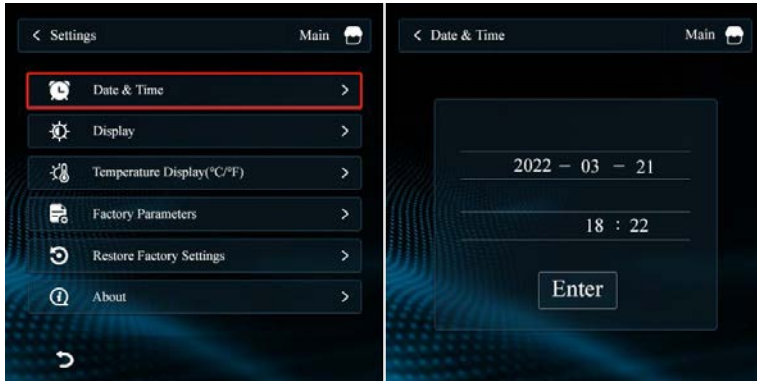 Settings Main
Date & Time
Display
Temperature Display(°C/°F)
Factory Parameters
Restore Factory Settings
About
Date & Time Main
2022 - 03 - 21
18 : 22
Enter